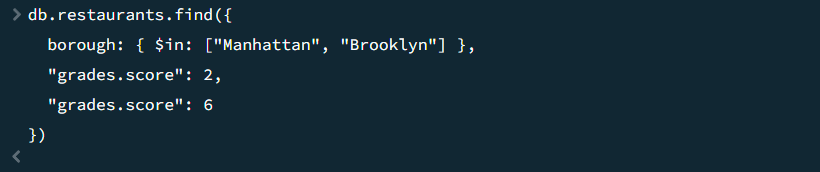 > db.restaurants.find({
borough: { $in: ["Manhattan", "Brooklyn"] },
"grades.score": 2,
"grades.score": 6
})
<